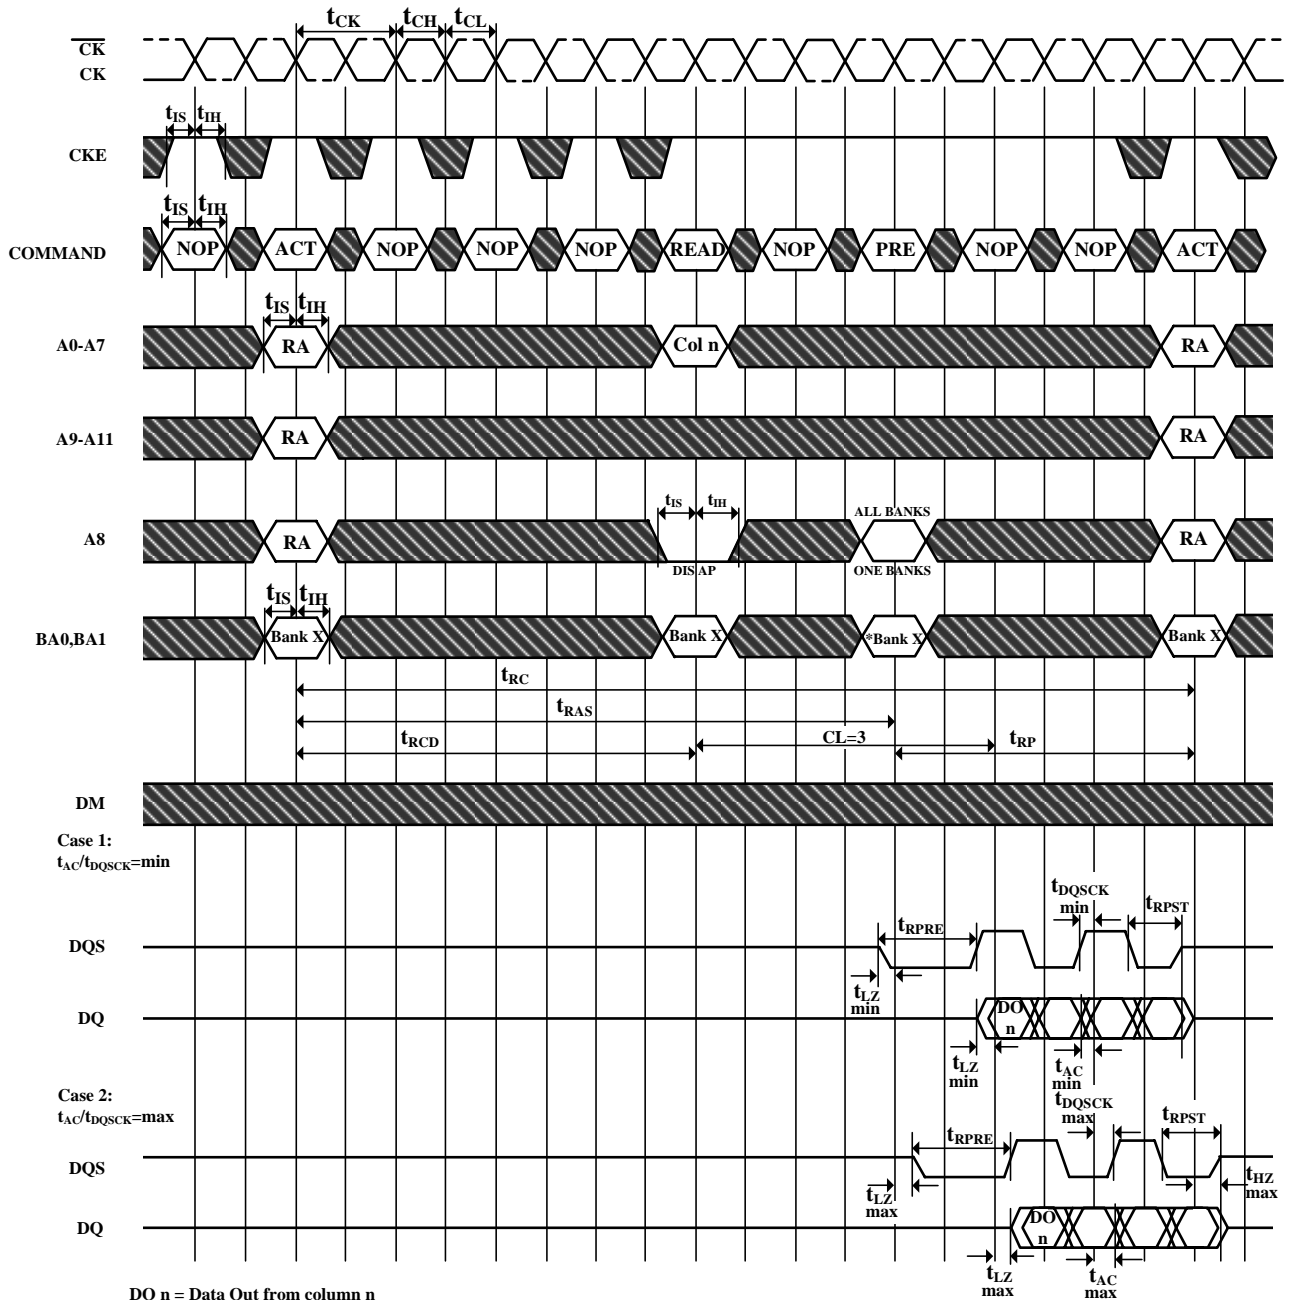 tCK tCH tCL
CK
CK
tIS tIH
CKE
tIS tIH
COMMAND NOP ACT NOP NOP NOP READ NOP PRE NOP NOP ACT
tIS tIH
A0-A7 RA Col n RA
A9-A11 RA RA
tIS tIH ALL BANKS
A8 RA RA
DIS AP ONE BANKS
tIS tIH
BA0,BA1 Bank X Bank X *Bank X Bank X
tRC
tRAS
tRCD CL=3 tRP
DM
Case 1:
tAC/tDQSCK=min
tDQSCK
min
tRPST
tRPRE
DQS
tLZ
min
DQ DO
n
tLZ
min
tAC
min
Case 2:
tAC/tDQSCK=max
tDQSCK
max
tRPST
tRPRE
DQS
tLZ
max
tHZ
max
DQ DO
n
tLZ
max
tAC
max
DO n = Data Out from column n